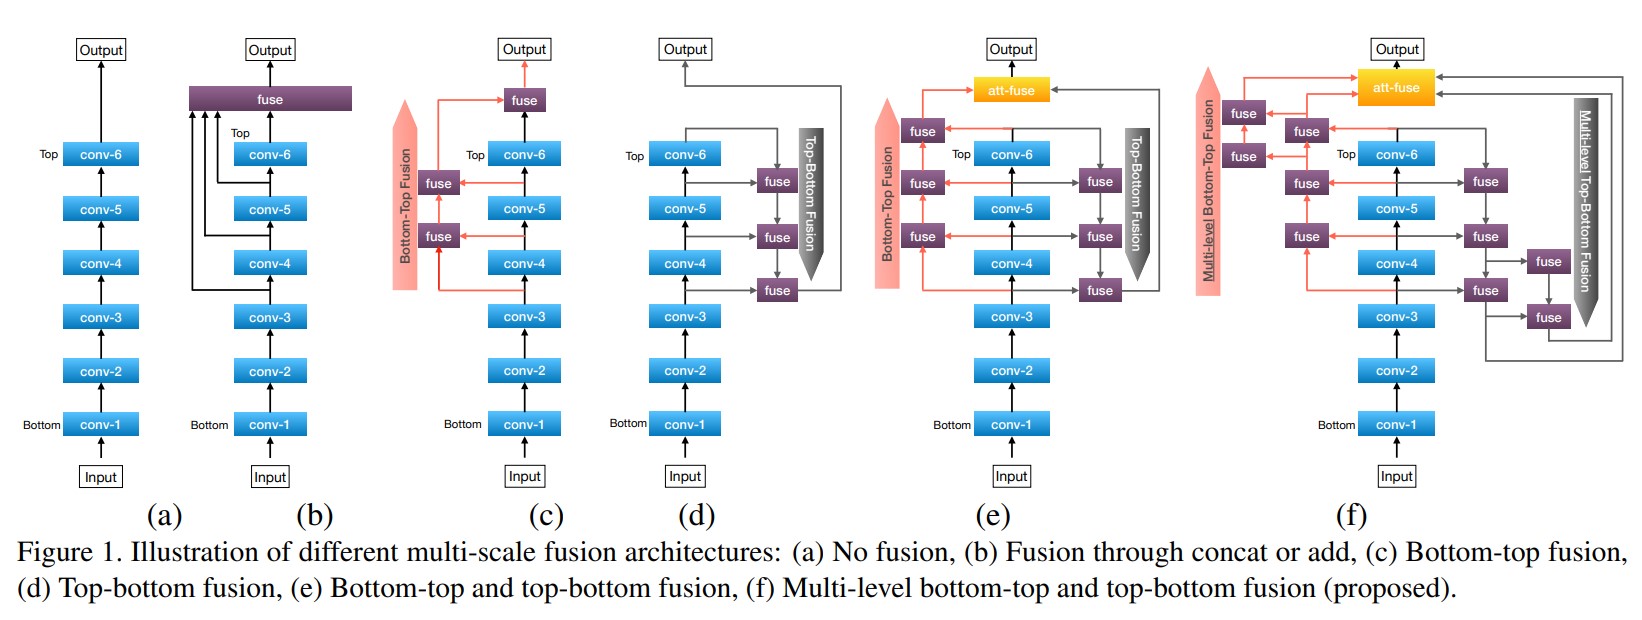 Output
Top
conv-6
conv-5
conv-4
conv-3
conv-2
Bottom
conv-1
Input
(a)
Output
fuse
Top
conv-6
conv-5
conv-4
conv-3
conv-2
Bottom
conv-1
Input
(b)
Output
fuse
Bottom-Top Fusion
Top
conv-6
fuse
conv-5
fuse
conv-4
conv-3
conv-2
Bottom
conv-1
Input
(c)
Output
Top
conv-6
fuse
conv-5
fuse
conv-4
fuse
Top-Bottom Fusion
conv-3
conv-2
Bottom
conv-1
Input
(d)
Output
att-fuse
Bottom-Top Fusion
fuse
Top
conv-6
fuse
fuse
conv-5
fuse
fuse
conv-4
fuse
Top-Bottom Fusion
conv-3
conv-2
Bottom
conv-1
Input
(e)
Output
att-fuse
Multi-level Bottom-Top Fusion
fuse
fuse
fuse
Top
conv-6
fuse
fuse
conv-5
fuse
fuse
conv-4
fuse
fuse
fuse
Multi-level Top-Bottom Fusion
conv-3
conv-2
Bottom
conv-1
Input
(f)
Figure 1. Illustration of different multi-scale fusion architectures: (a) No fusion, (b) Fusion through concat or add, (c) Bottom-top fusion,
(d) Top-bottom fusion, (e) Bottom-top and top-bottom fusion, (f) Multi-level bottom-top and top-bottom fusion (proposed).